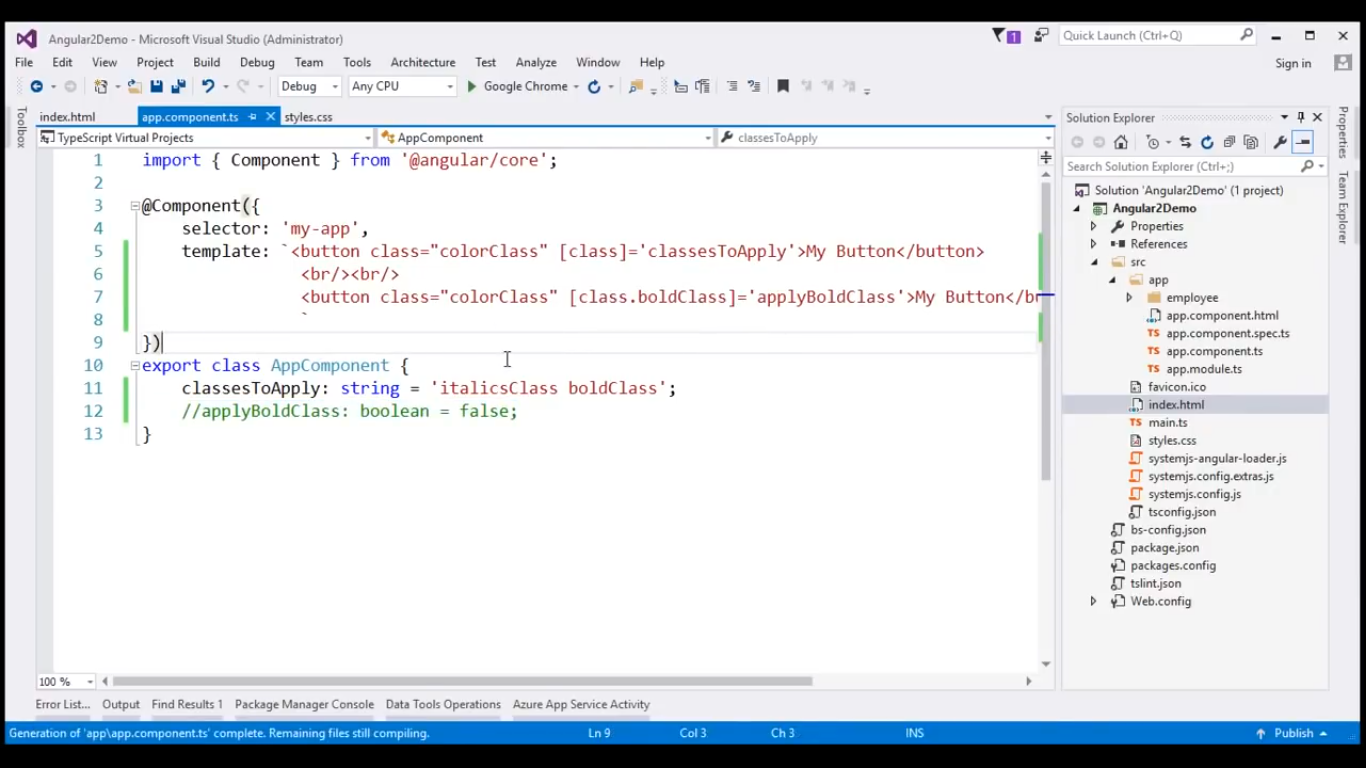 Angular2Demo - Microsoft Visual Studio (Administrator)
1
Quick Launch (Ctrl+Q)
File Edit View Project Build Debug Team Tools Architecture Test Analyze Window Help
Sign in
Debug Any CPU Google Chrome
Toolbox
index.html app.component.ts styles.css
TypeScript Virtual Projects AppComponent classesToApply
1 import { Component } from '@angular/core';
2
3 @Component({
4 selector: 'my-app',
5 template: `<button class="colorClass" [class]='classesToApply'>My Button</button>
6 <br/><br/>
7 <button class="colorClass" [class.boldClass]='applyBoldClass'>My Button</b
8 `
9 })
10 export class AppComponent {
11 classesToApply: string = 'italicsClass boldClass';
12 //applyBoldClass: boolean = false;
13 }
100 %
Solution Explorer
Search Solution Explorer (Ctrl+;)
Solution 'Angular2Demo' (1 project)
Angular2Demo
Properties
References
src
app
employee
app.component.html
app.component.spec.ts
app.component.ts
app.module.ts
favicon.ico
index.html
main.ts
styles.css
systemjs-angular-loader.js
systemjs.config.extras.js
systemjs.config.js
tsconfig.json
bs-config.json
package.json
packages.config
tslint.json
Web.config
Properties
Team Explorer
Error List... Output Find Results 1 Package Manager Console Data Tools Operations Azure App Service Activity
Generation of 'app\app.component.ts' complete. Remaining files still compiling. Ln 9 Col 3 Ch 3 INS Publish